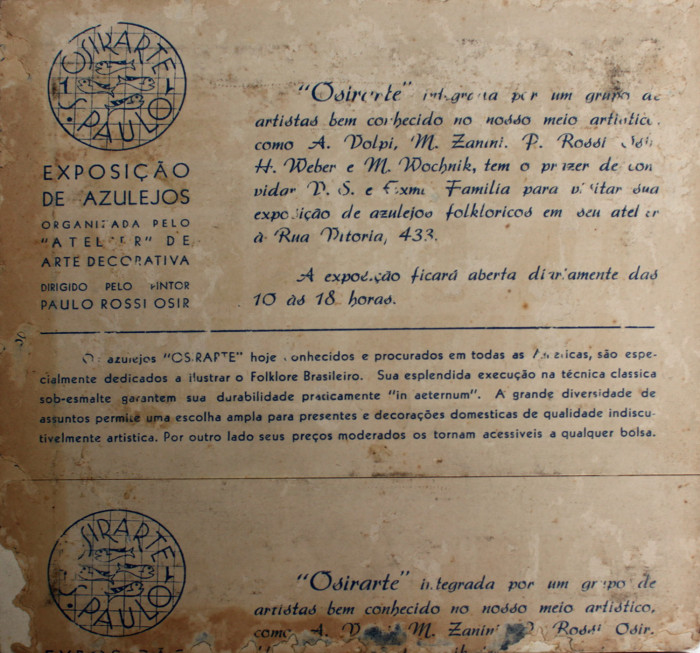 OSIRARTE
S. PAULO
EXPOSIÇÃO
DE AZULEJOS
ORGANIZADA PELO
"ATELIER" DE
ARTE DECORATIVA
DIRIGIDO PELO PINTOR
PAULO ROSSI OSIR
"Osirarte" integrada por um grupo de
artistas bem conhecido no nosso meio artistico,
como A. Volpi, M. Zanini, P. Rossi Osir,
H. Weber e M. Wochnik, tem o prazer de con-
vidar V. S. e Exma. Familia para visitar sua
exposição de azulejos folkloricos em seu atelier
à Rua Vitoria, 433.
A exposição ficará aberta diariamente das
10 às 18 horas.
Os azulejos "OSIRARTE" hoje conhecidos e procurados em todas as Américas, são espe-
cialmente dedicados a ilustrar o Folklore Brasileiro. Sua esplendida execução na técnica classica
sob-esmalte garantem sua durabilidade praticamente "in aeternum". A grande diversidade de
assuntos permite uma escolha ampla para presentes e decorações domesticas de qualidade indiscu-
tivelmente artistica. Por outro lado seus preços moderados os tornam acessiveis a qualquer bolsa.
OSIRARTE
S. PAULO
"Osirarte" integrada por um grupo de
artistas bem conhecido no nosso meio artistico,
como A. Volpi, M. Zanini, P. Rossi Osir,
EXPOSIÇÃO